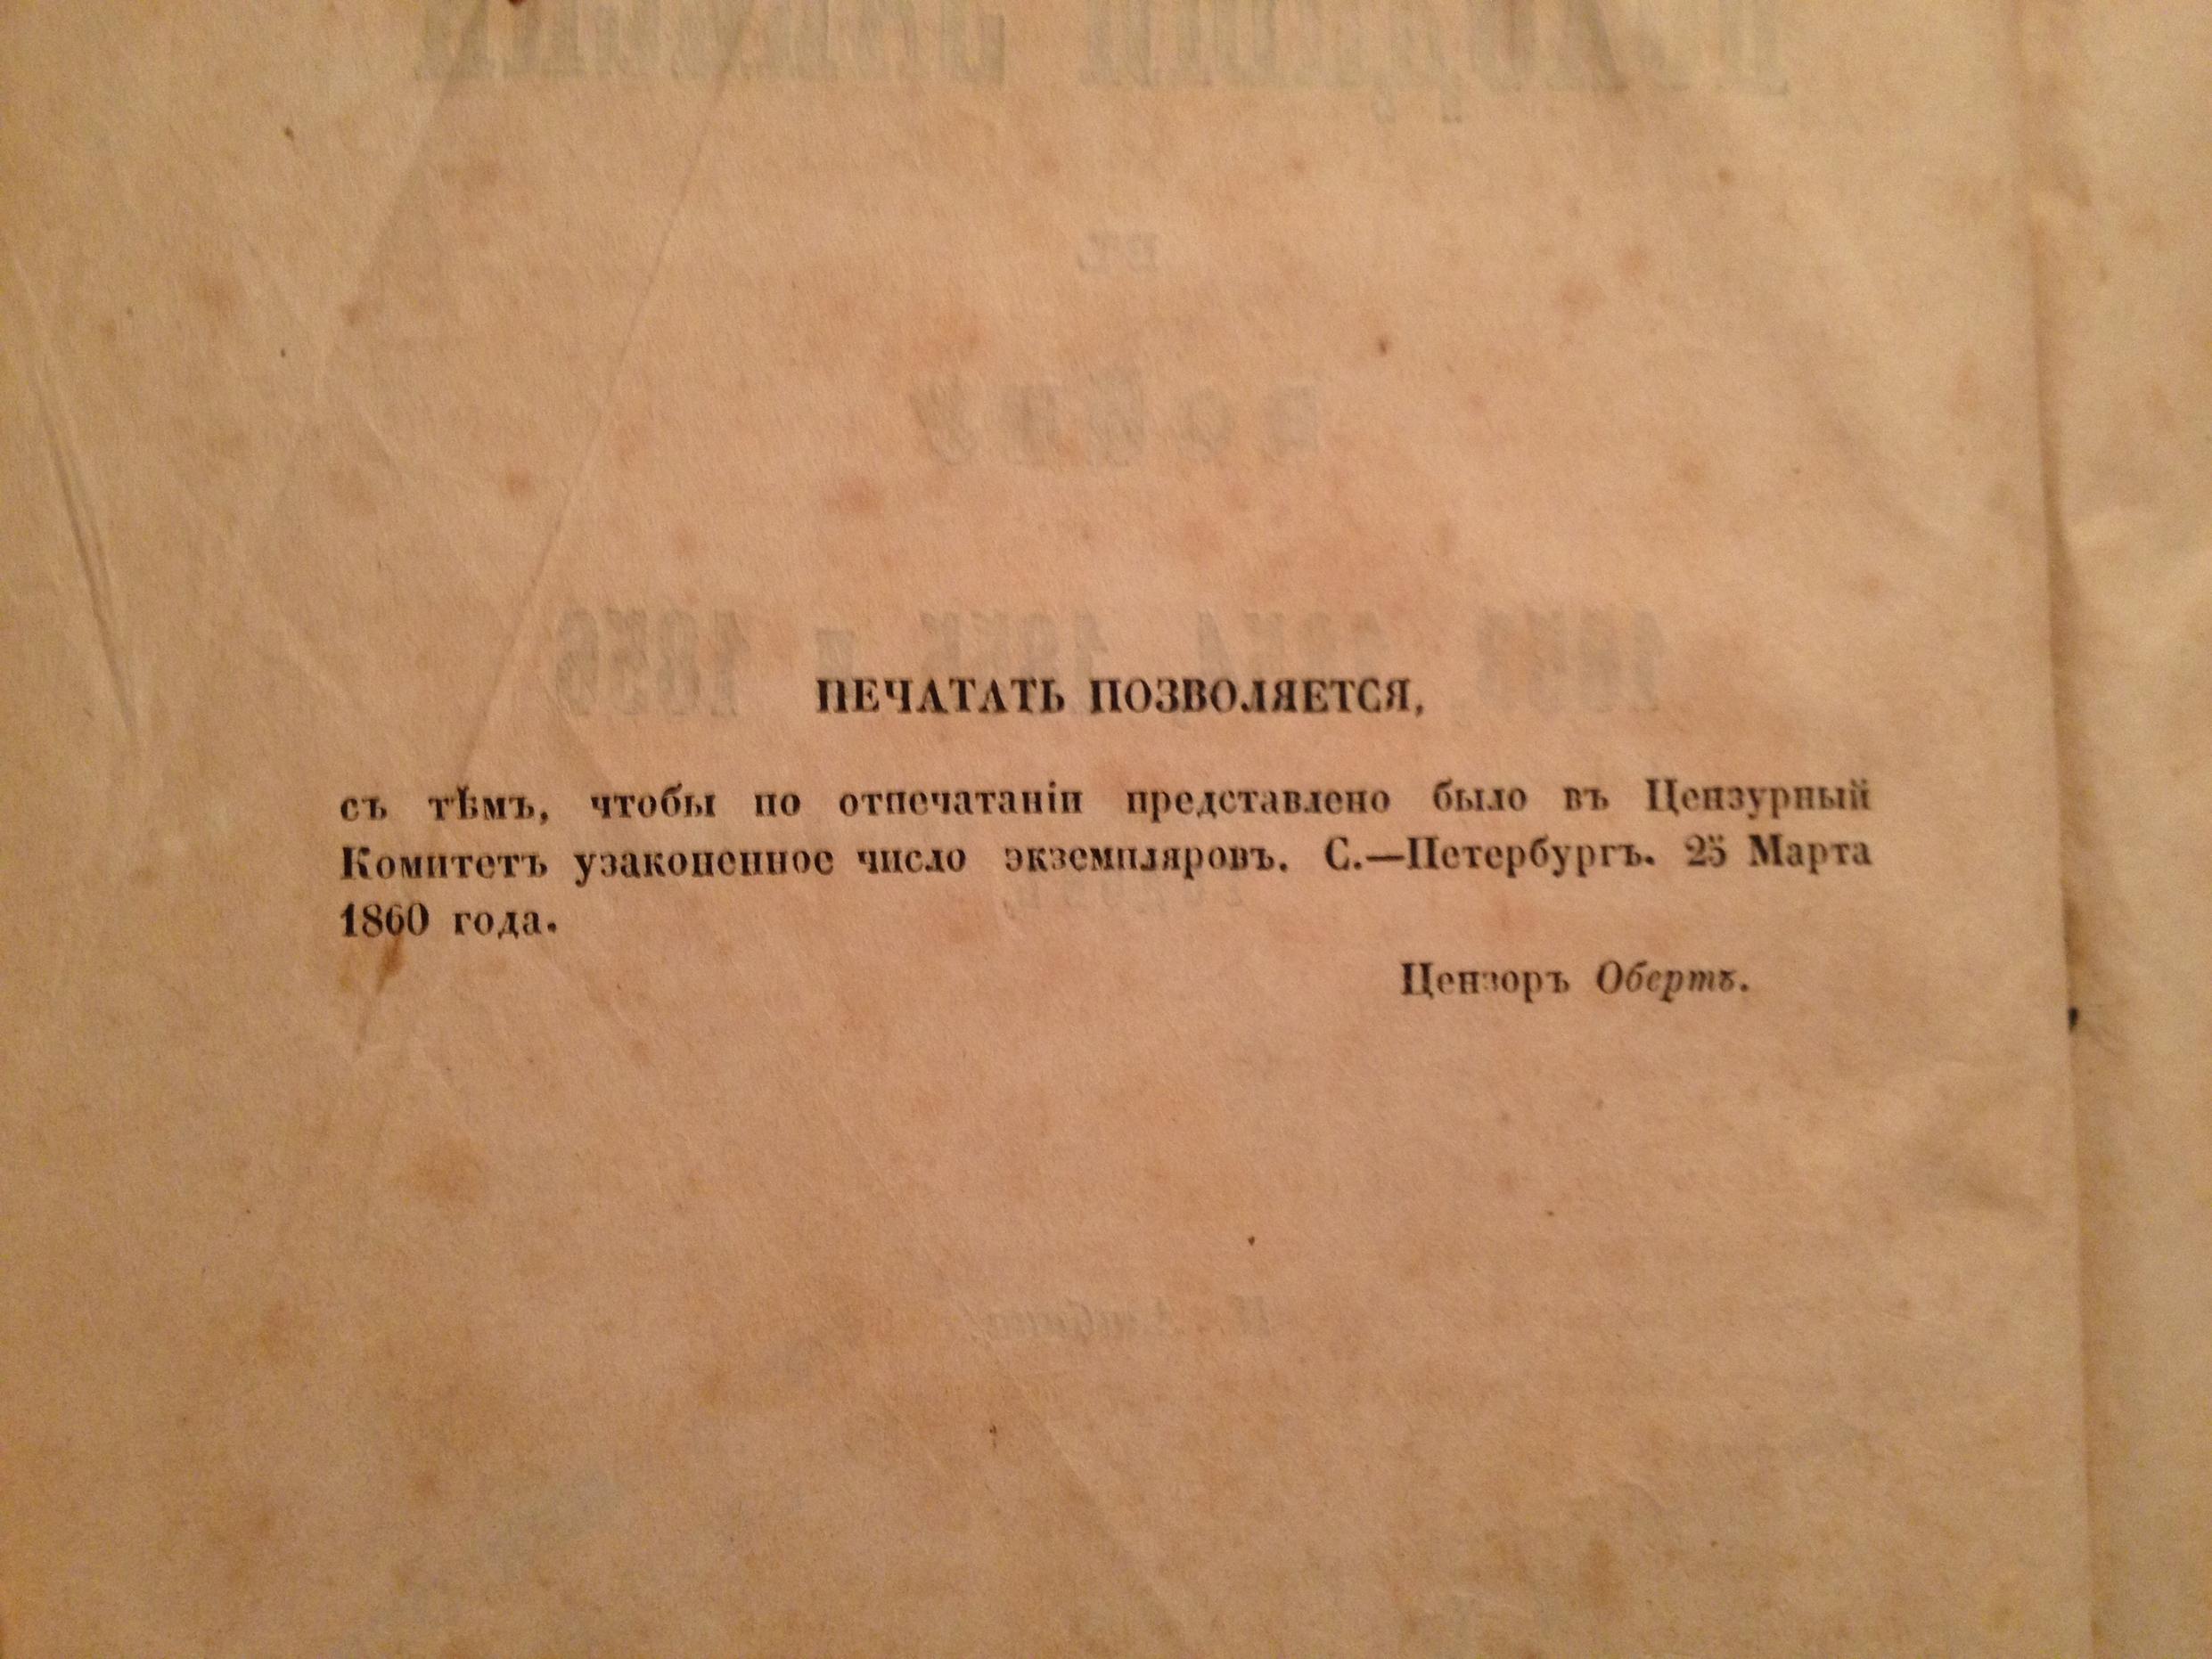 ПЕЧАТАТЬ ПОЗВОЛЯЕТСЯ,
съ тѣмъ, чтобы по отпечатаніи представлено было въ Цензурный
Комитетъ узаконенное число экземпляровъ. С.—Петербургъ. 25 Марта
1860 года.
Цензоръ Обертъ.